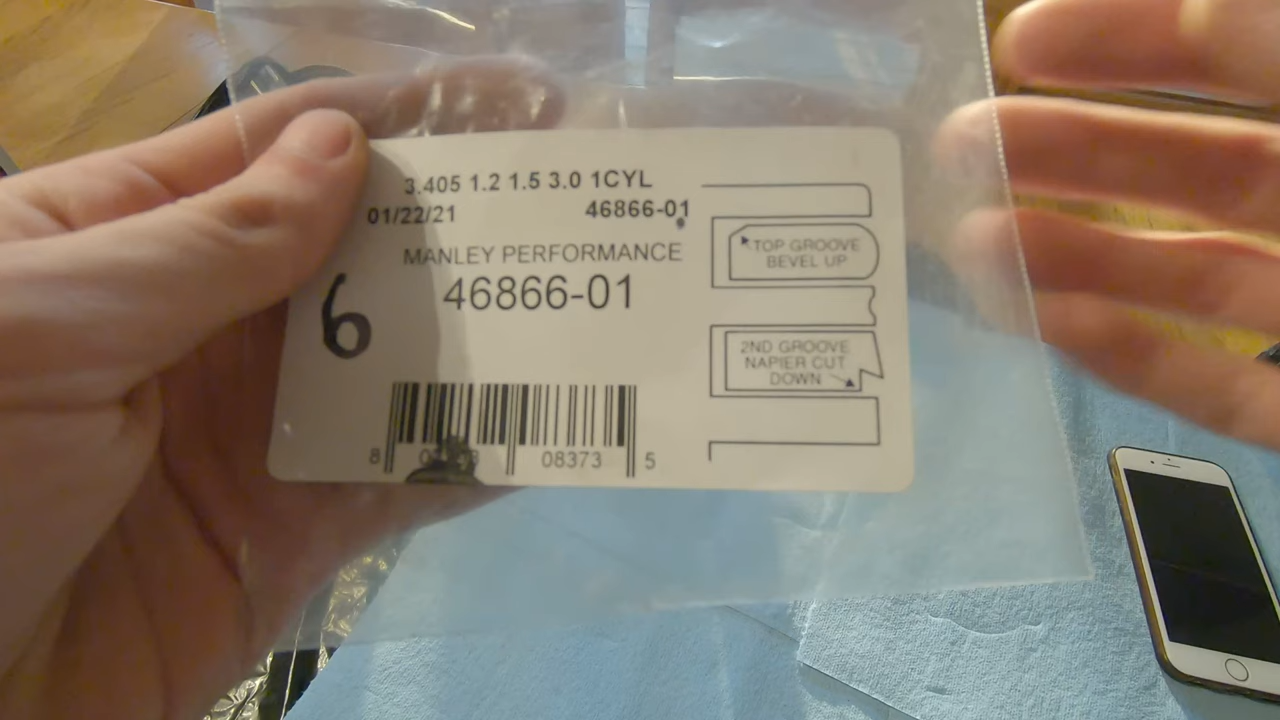 3.405 1.2 1.5 3.0 1CYL
01/22/21 46866-01
MANLEY PERFORMANCE
46866-01
6
TOP GROOVE
BEVEL UP
2ND GROOVE
NAPIER CUT
DOWN
8 08373 5